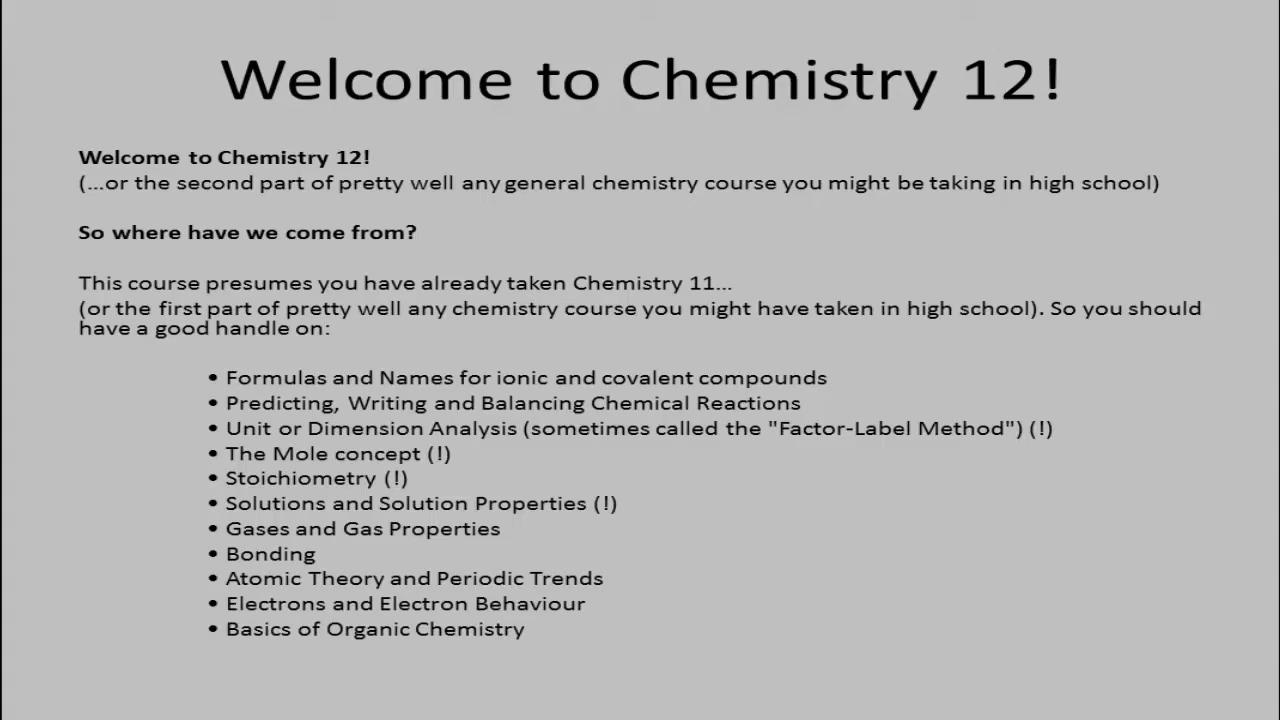 Welcome to Chemistry 12!
Welcome to Chemistry 12!
(...or the second part of pretty well any general chemistry course you might be taking in high school)
So where have we come from?
This course presumes you have already taken Chemistry 11...
(or the first part of pretty well any chemistry course you might have taken in high school). So you should
have a good handle on:
• Formulas and Names for ionic and covalent compounds
• Predicting, Writing and Balancing Chemical Reactions
• Unit or Dimension Analysis (sometimes called the "Factor-Label Method") (!)
• The Mole concept (!)
• Stoichiometry (!)
• Solutions and Solution Properties (!)
• Gases and Gas Properties
• Bonding
• Atomic Theory and Periodic Trends
• Electrons and Electron Behaviour
• Basics of Organic Chemistry